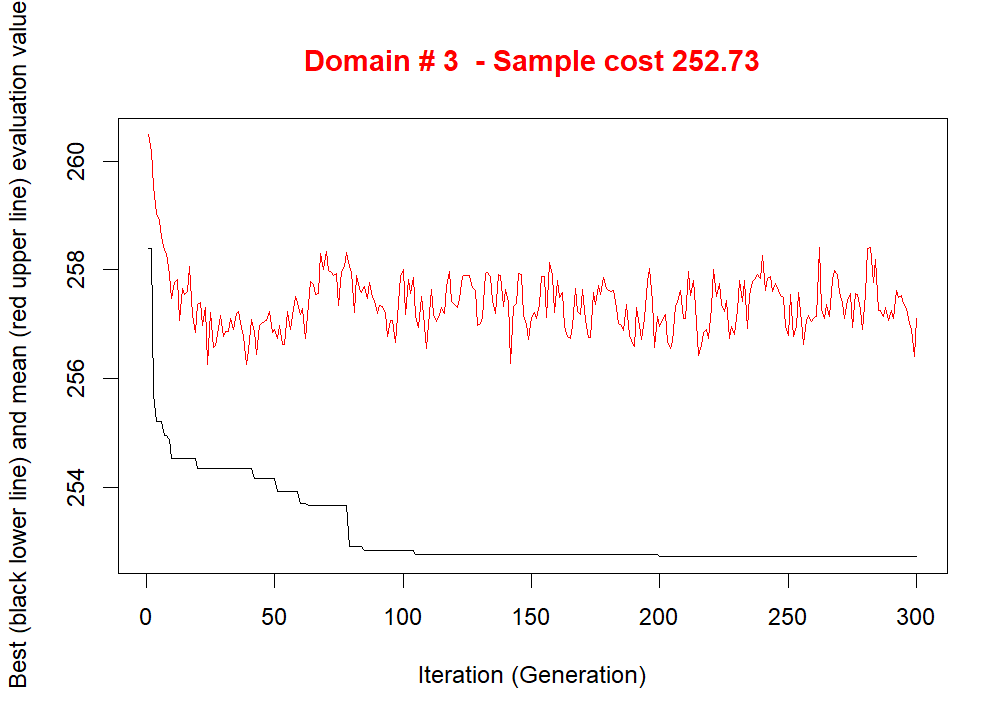 Domain # 3  - Sample cost 252.73
Best (black lower line) and mean (red upper line) evaluation value
260
258
256
254
0 50 100 150 200 250 300
Iteration (Generation)